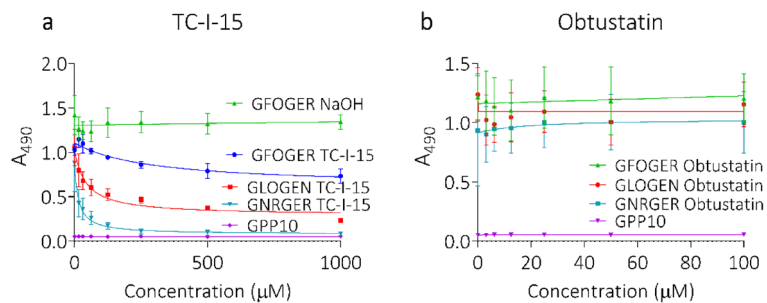 a
TC-I-15
2.0
1.5
1.0
0.5
0.0
A490
GFOGER NaOH
GFOGER TC-I-15
GLOGEN TC-I-15
GNRGER TC-I-15
GPP10
0
500
1000
Concentration (μM)
b
Obtustatin
1.5
1.0
0.5
0.0
A490
GFOGER Obtustatin
GLOGEN Obtustatin
GNRGER Obtustatin
GPP10
0
20
40
60
80
100
Concentration (μM)